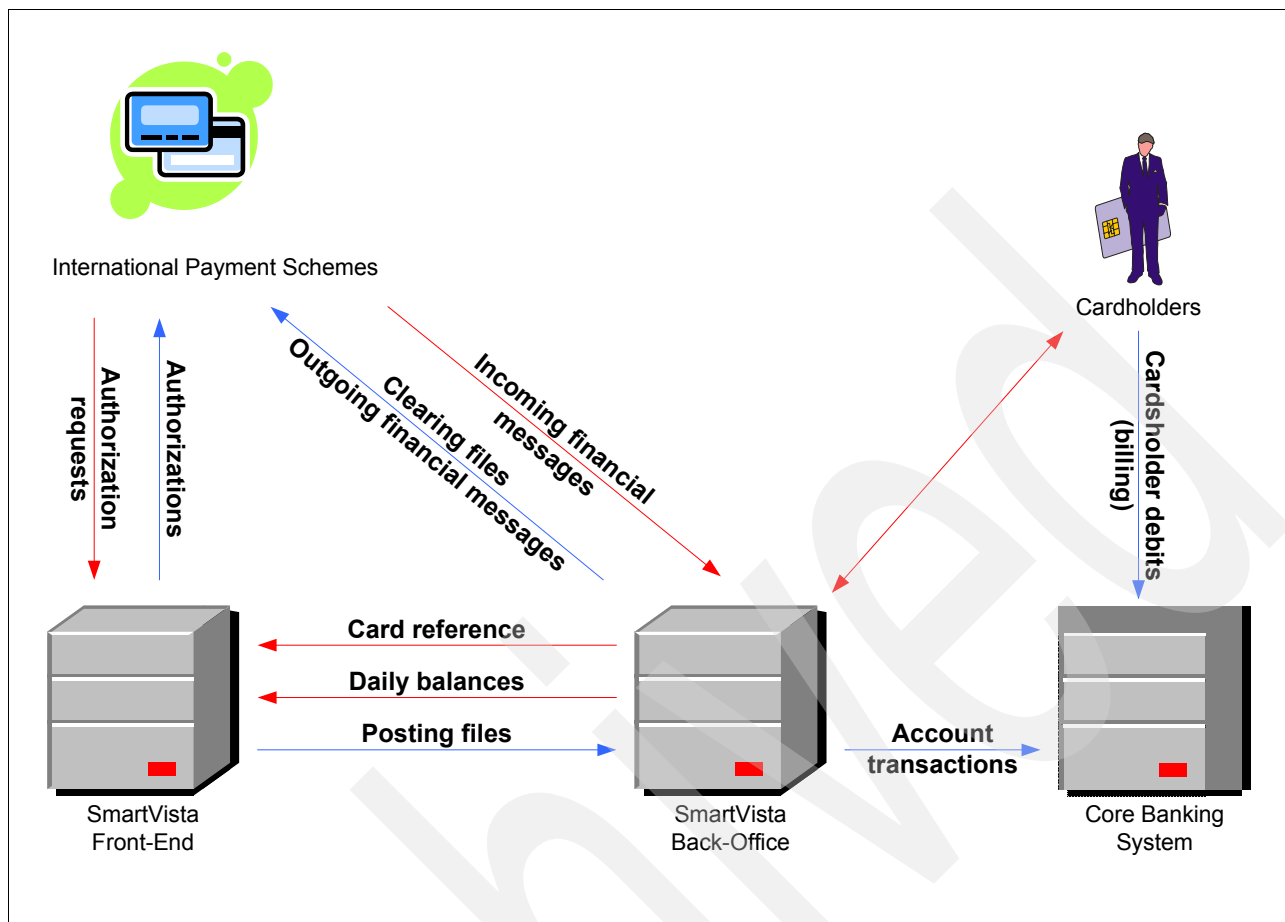 International Payment Schemes
Cardholders
Authorization
requests
Authorizations
Clearing files
Outgoing financial messages
Incoming financial
messages
Cardsholder debits
(billing)
Card reference
Daily balances
Posting files
Account
transactions
SmartVista
Front-End
SmartVista
Back-Office
Core Banking
System